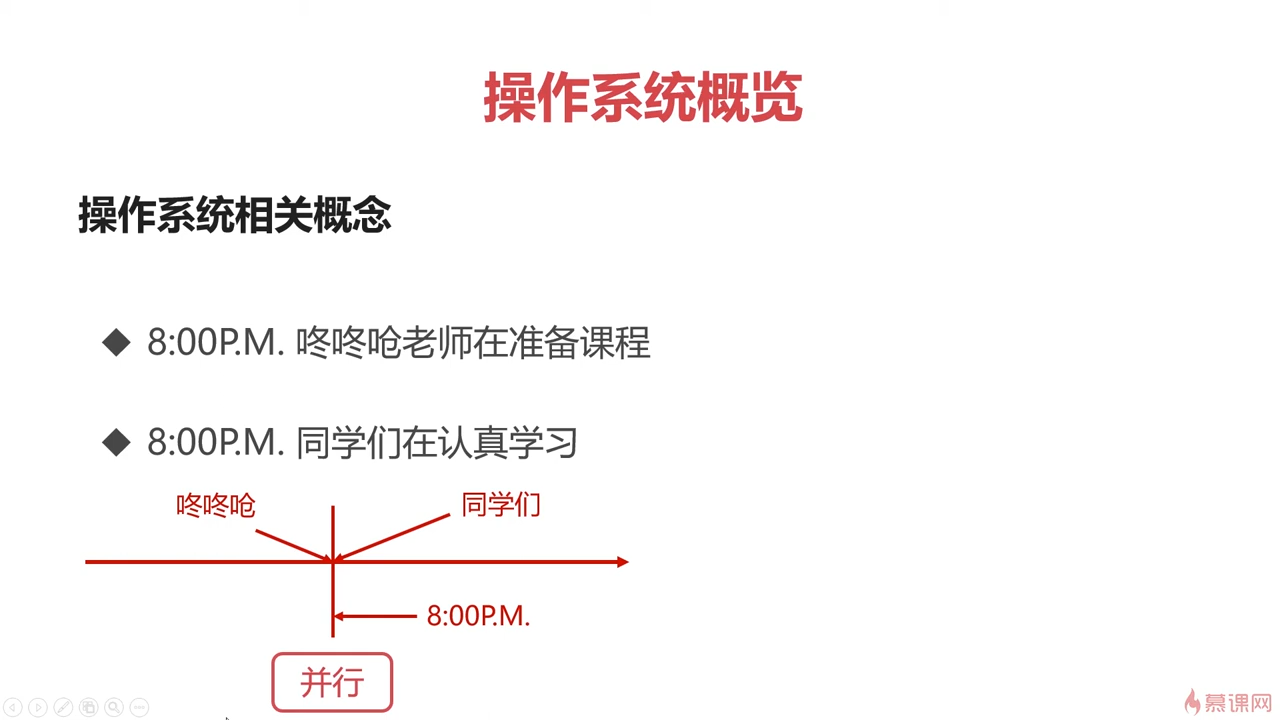 操作系统概览
操作系统相关概念
◆ 8:00P.M. 咚咚呛老师在准备课程
◆ 8:00P.M. 同学们在认真学习
咚咚呛
同学们
8:00P.M.
并行
慕课网